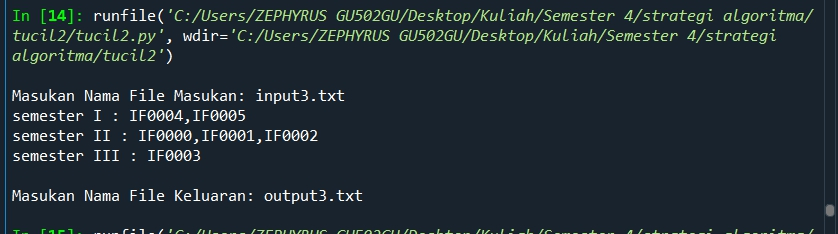 In [14]: runfile('C:/Users/ZEPHYRUS GU502GU/Desktop/Kuliah/Semester 4/strategi algoritma/
tucil2/tucil2.py', wdir='C:/Users/ZEPHYRUS GU502GU/Desktop/Kuliah/Semester 4/strategi
algoritma/tucil2')
Masukan Nama File Masukan: input3.txt
semester I : IF0004,IF0005
semester II : IF0000,IF0001,IF0002
semester III : IF0003
Masukan Nama File Keluaran: output3.txt
In [15]: runfile('C:/Users/ZEPHYRUS GU502GU/Desktop/Kuliah/Semester 4/strategi algoritma/